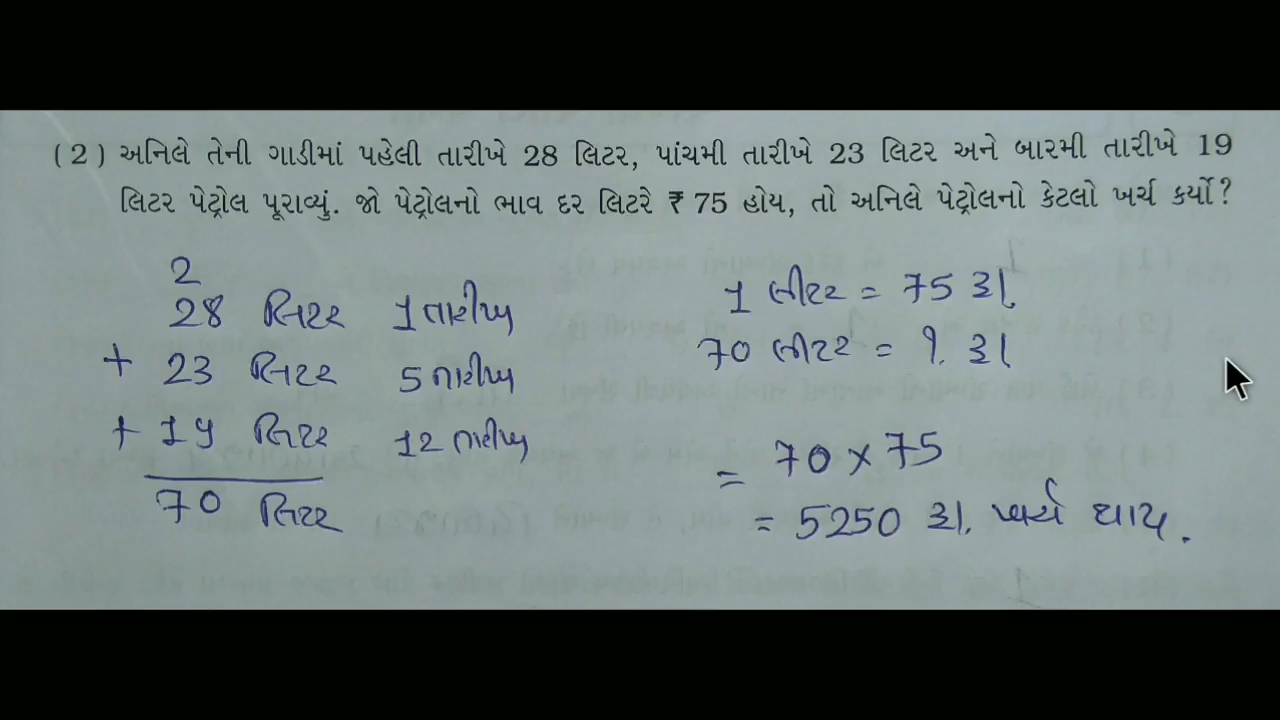 (2) અનિલે તેની ગાડીમાં પહેલી તારીખે 28 લિટર, પાંચમી તારીખે 23 લિટર અને બારમી તારીખે 19
લિટર પેટ્રોલ પૂરાવ્યું. જો પેટ્રોલનો ભાવ દર લિટરે ₹ 75 હોય, તો અનિલે પેટ્રોલનો કેટલો ખર્ચ કર્યો?
2
28 લિટર 1 તારીખ
+ 23 લિટર 5 તારીખ
+ 19 લિટર 12 તારીખ
70 લિટર
1 લીટર = 75 રૂા.
70 લીટર = ?. રૂા
= 70 × 75
= 5250 રૂા. ખર્ચ થાય.